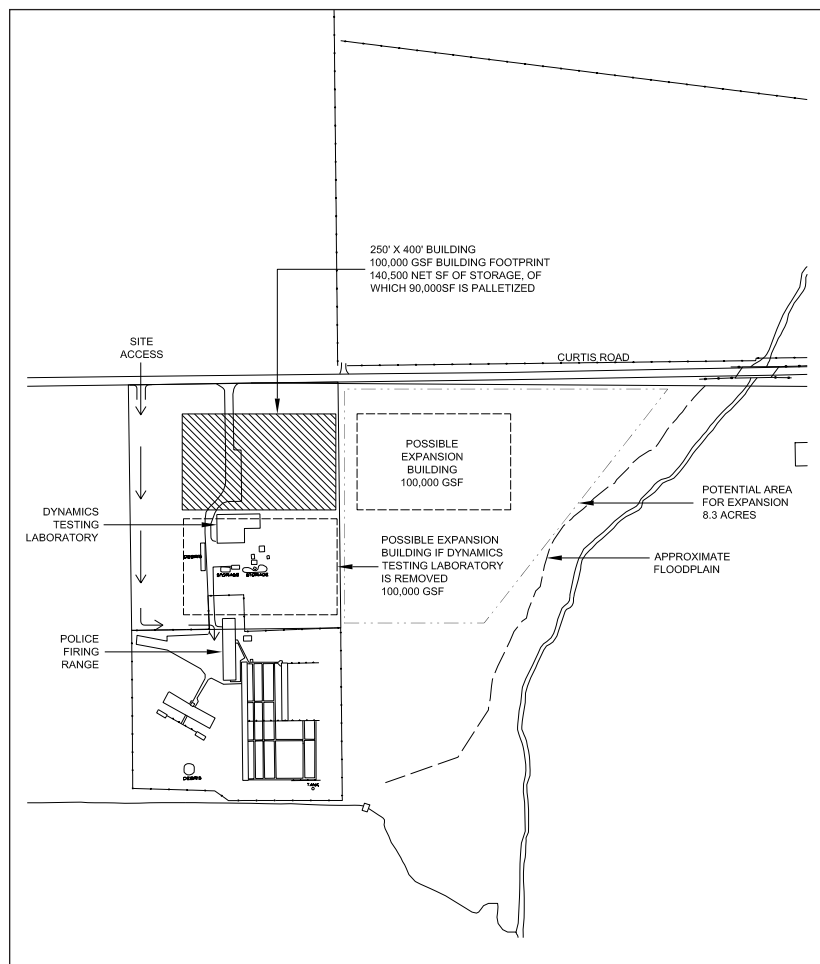 250' X 400' BUILDING
100,000 GSF BUILDING FOOTPRINT
140,500 NET SF OF STORAGE, OF
WHICH 90,000SF IS PALLETIZED
SITE
ACCESS
CURTIS ROAD
POSSIBLE
EXPANSION
BUILDING
100,000 GSF
POTENTIAL AREA
FOR EXPANSION
8.3 ACRES
DYNAMICS
TESTING
LABORATORY
POSSIBLE EXPANSION
BUILDING IF DYNAMICS
TESTING LABORATORY
IS REMOVED
100,000 GSF
APPROXIMATE
FLOODPLAIN
DEBRIS
STORAGE
STORAGE
POLICE
FIRING
RANGE
DEBRIS
TANK